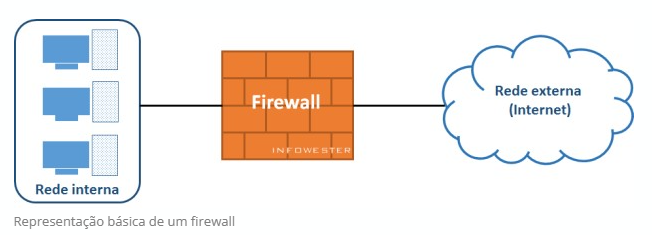 Rede interna
Firewall
INFOWESTER
Rede externa
(Internet)
Representação básica de um firewall